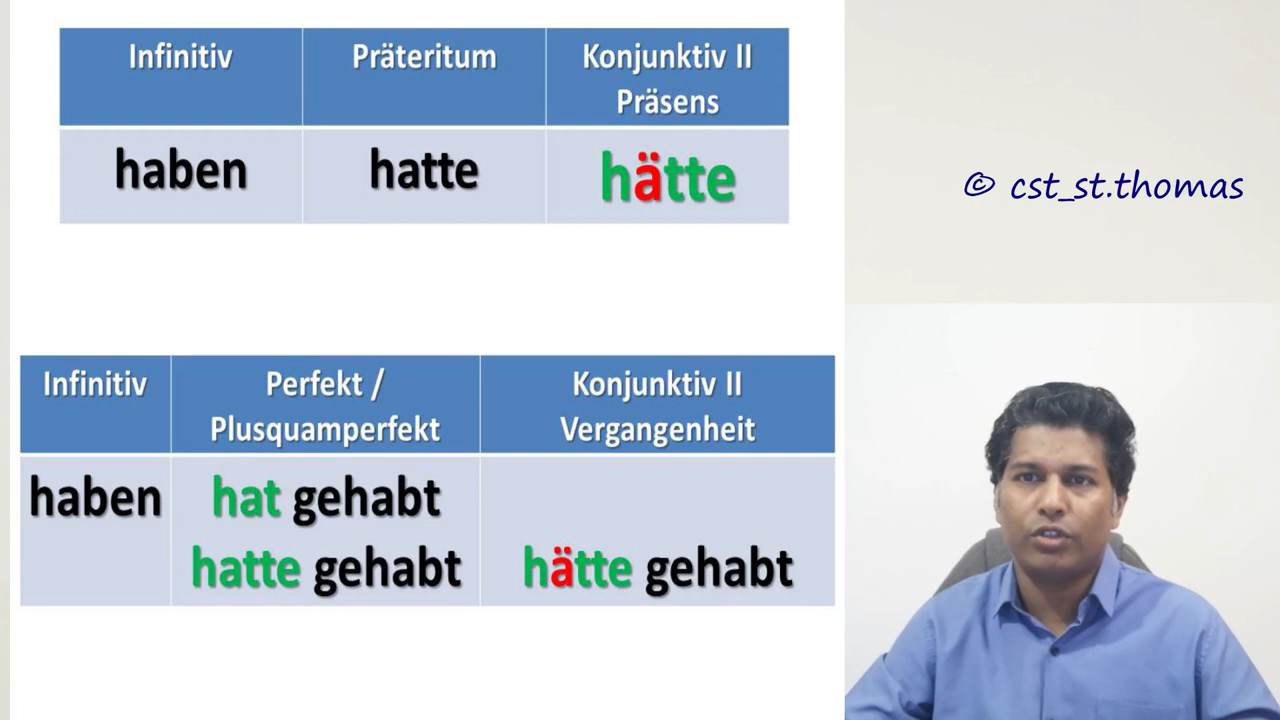 Infinitiv
Präteritum
Konjunktiv II
Präsens
haben
hatte
hätte
© cst_st.thomas
Infinitiv
Perfekt /
Plusquamperfekt
Konjunktiv II
Vergangenheit
haben
hat gehabt
hatte gehabt
hätte gehabt